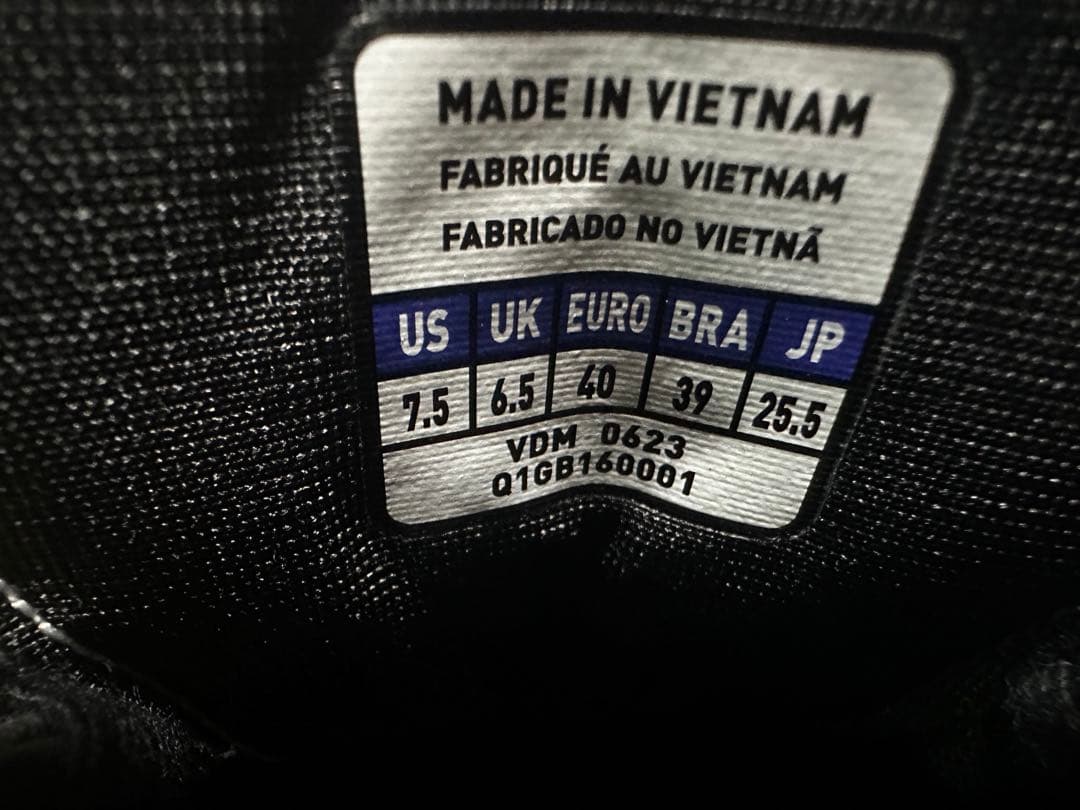 MADE IN VIETNAM
FABRIQUÉ AU VIETNAM
FABRICADO NO VIETNÃ
US UK EURO BRA JP
7.5 6.5 40 39 25.5
VDM 0623
Q1GB160001